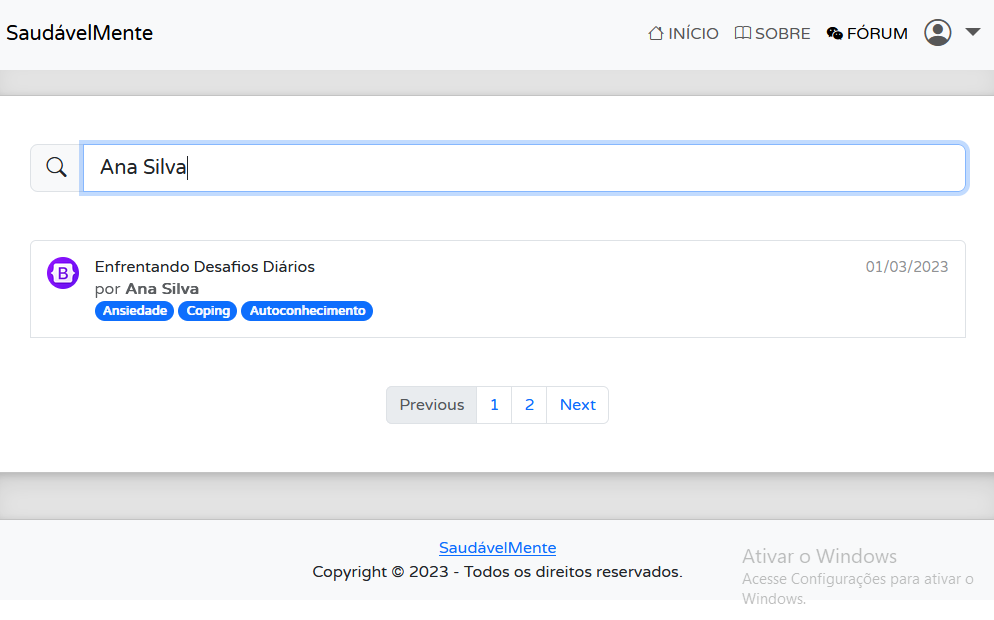 SaudávelMente INÍCIO SOBRE FÓRUM
Ana Silva
Enfrentando Desafios Diários 01/03/2023
B
por Ana Silva
Ansiedade Coping Autoconhecimento
Previous 1 2 Next
SaudávelMente
Copyright © 2023 - Todos os direitos reservados.
Ativar o Windows
Acesse Configurações para ativar o
Windows.